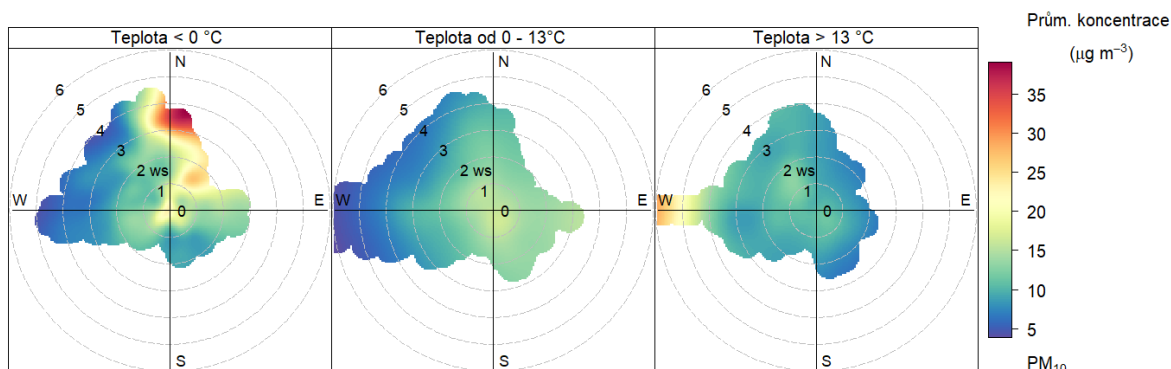 Teplota < 0 °C
N
6
5
4
3
2 ws
1
0
W
E
S
Teplota od 0 - 13°C
N
6
5
4
3
2 ws
1
0
W
E
S
Teplota > 13 °C
N
6
5
4
3
2 ws
1
0
W
E
S
Prům. koncentrace
(μg m⁻³)
35
30
25
20
15
10
5
PM₁₀